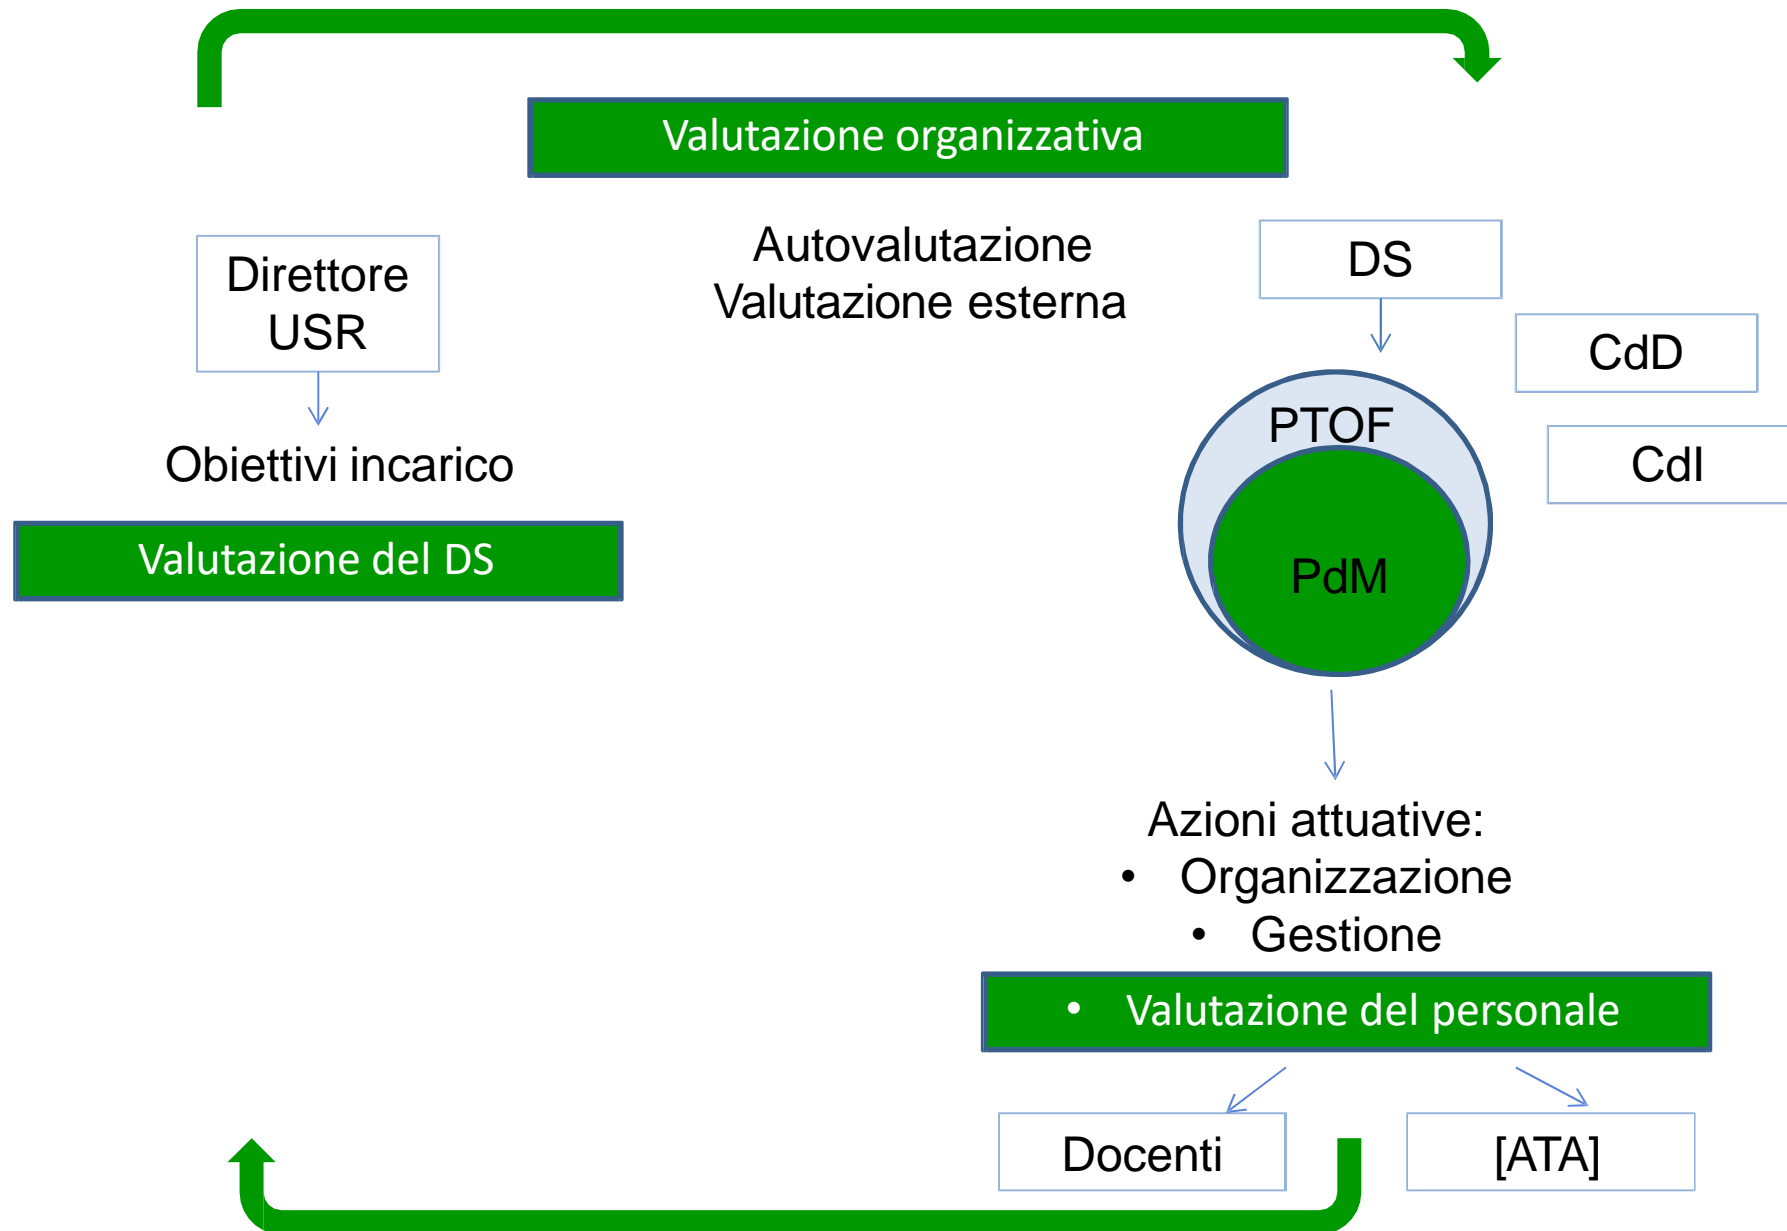 Valutazione organizzativa
Autovalutazione
Valutazione esterna
Direttore
USR
Obiettivi incarico
Valutazione del DS
DS
CdD
CdI
PTOF
PdM
Azioni attuative:
• Organizzazione
• Gestione
• Valutazione del personale
Docenti
[ATA]